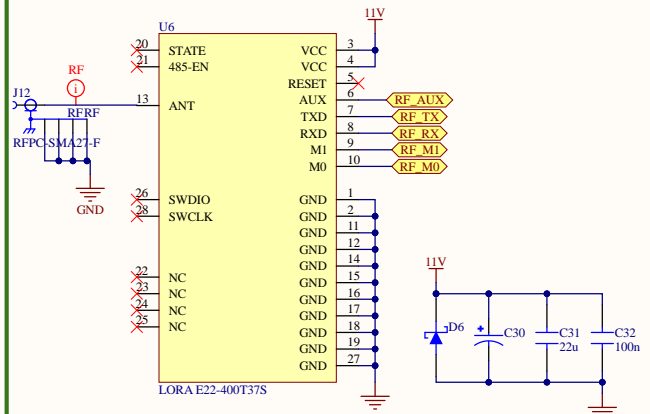 U6
11V
20
STATE
VCC
3
21
485-EN
VCC
4
RESET
5
RF
J12
13
ANT
AUX
6
RF_AUX
TXD
7
RF_TX
RFRF
RXD
8
RF_RX
RFPC-SMA27-F
M1
9
RF_M1
M0
10
RF_M0
GND
26
SWDIO
GND
1
28
SWCLK
GND
2
GND
11
GND
12
GND
14
22
NC
GND
15
23
NC
GND
16
24
NC
GND
17
25
NC
GND
18
GND
19
GND
27
LORA E22-400T37S
11V
D6
C30
C31
22u
C32
100n